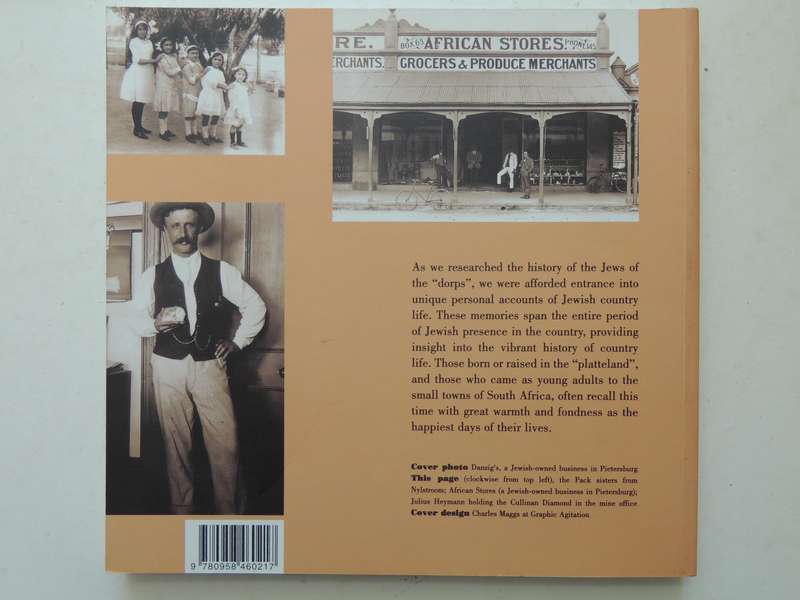 RE.
AFRICAN STORES.
ERCHANTS.
GROCERS & PRODUCE MERCHANTS
As we researched the history of the Jews of
the “dorps”, we were afforded entrance into
unique personal accounts of Jewish country
life. These memories span the entire period
of Jewish presence in the country, providing
insight into the vibrant history of country
life. Those born or raised in the “platteland”,
and those who came as young adults to the
small towns of South Africa, often recall this
time with great warmth and fondness as the
happiest days of their lives.
Cover photo Danzig's, a Jewish-owned business in Pietersburg
This page (clockwise from top left), the Pack sisters from
Nylstroom; African Stores (a Jewish-owned business in Pietersburg);
Julius Heymann holding the Cullinan Diamond in the mine office
Cover design Charles Maggs at Graphic Agitation
9 780958 460217